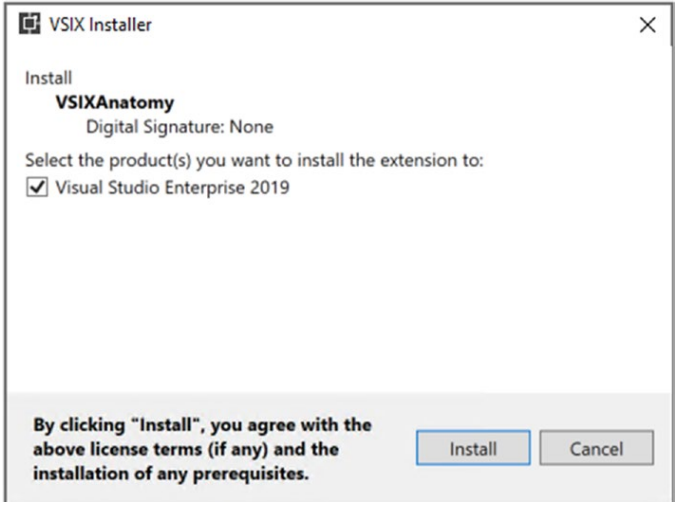 VSIX Installer
Install
VSIXAnatomy
Digital Signature: None
Select the product(s) you want to install the extension to:
Visual Studio Enterprise 2019
By clicking "Install", you agree with the
above license terms (if any) and the
installation of any prerequisites.
Install
Cancel